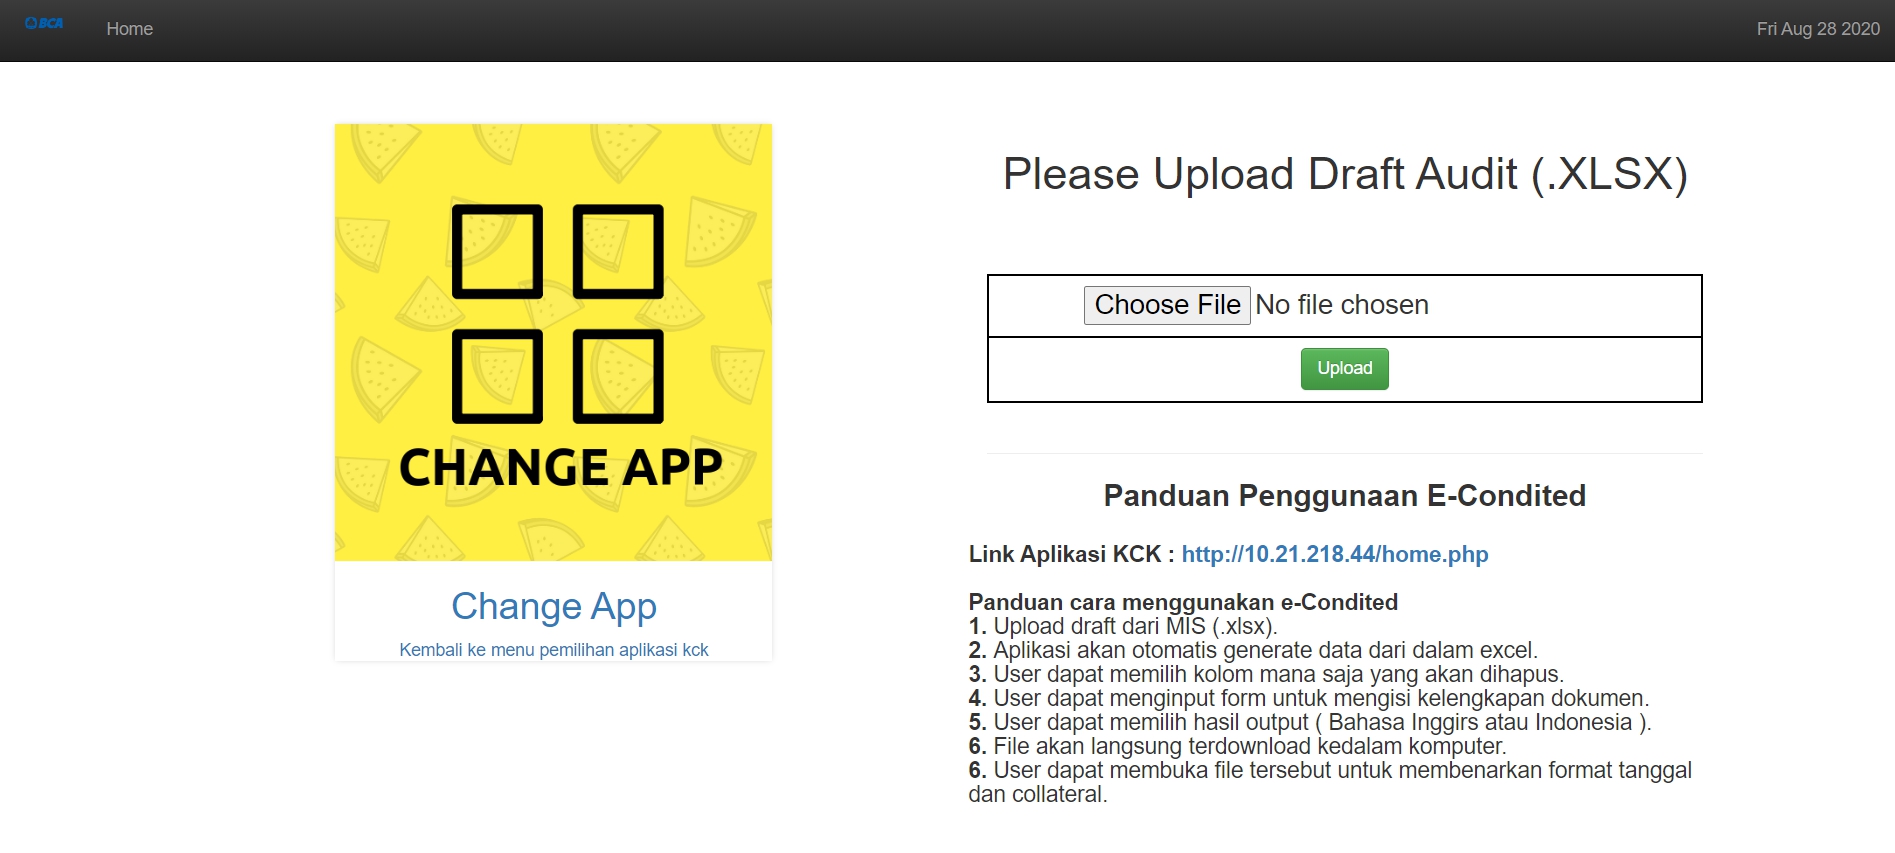 BCA
Home
Fri Aug 28 2020
CHANGE APP
Change App
Kembali ke menu pemilihan aplikasi kck
Please Upload Draft Audit (.XLSX)
Choose File No file chosen
Upload
Panduan Penggunaan E-Condited
Link Aplikasi KCK : http://10.21.218.44/home.php
Panduan cara menggunakan e-Condited
1. Upload draft dari MIS (.xlsx).
2. Aplikasi akan otomatis generate data dari dalam excel.
3. User dapat memilih kolom mana saja yang akan dihapus.
4. User dapat menginput form untuk mengisi kelengkapan dokumen.
5. User dapat memilih hasil output ( Bahasa Inggirs atau Indonesia ).
6. File akan langsung terdownload kedalam komputer.
6. User dapat membuka file tersebut untuk membenarkan format tanggal
dan collateral.